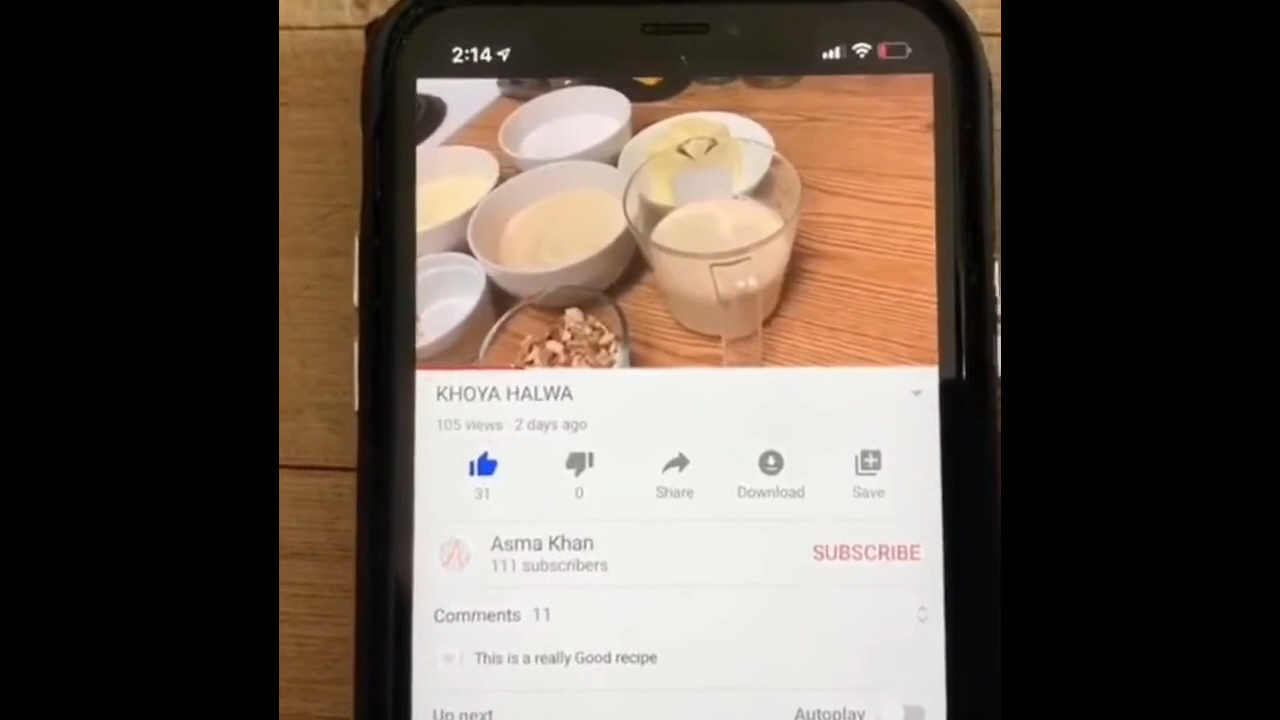 2:14
KHOYA HALWA
105 views · 2 days ago
31
0
Share
Download
Save
Asma Khan
111 subscribers
SUBSCRIBE
Comments 11
This is a really Good recipe
Up next
Autoplay